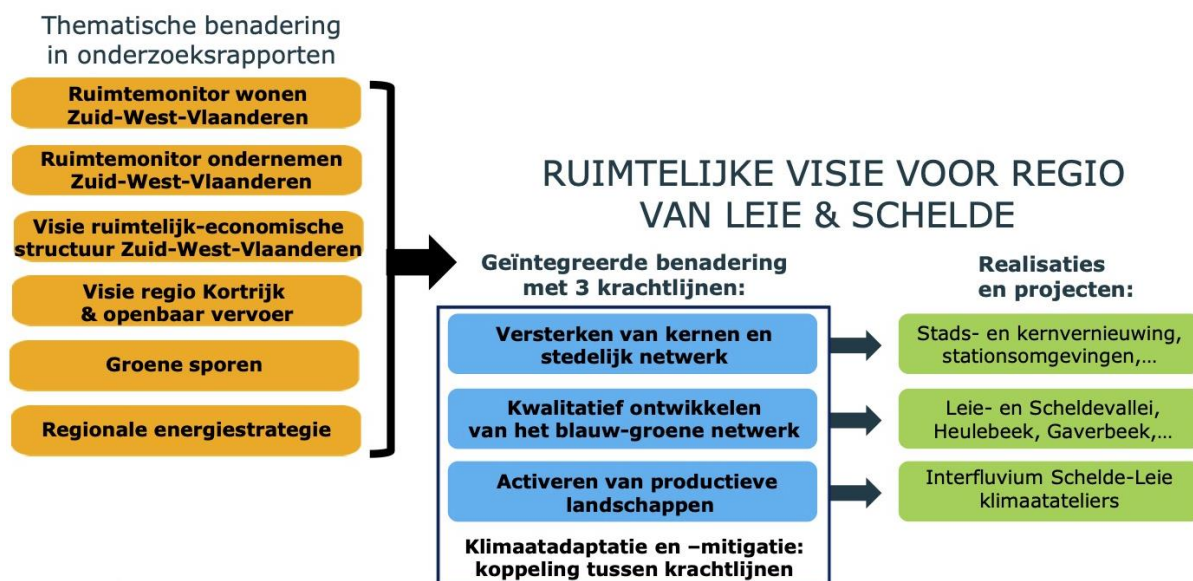 Thematische benadering
in onderzoeksrapporten
Ruimtemonitor wonen
Zuid-West-Vlaanderen
Ruimtemonitor ondernemen
Zuid-West-Vlaanderen
Visie ruimtelijk-economische
structuur Zuid-West-Vlaanderen
Visie regio Kortrijk
& openbaar vervoer
Groene sporen
Regionale energiestrategie
RUIMTELIJKE VISIE VOOR REGIO
VAN LEIE & SCHELDE
Geïntegreerde benadering
met 3 krachtlijnen:
Versterken van kernen en
stedelijk netwerk
Kwalitatief ontwikkelen
van het blauw-groene netwerk
Activeren van productieve
landschappen
Klimaatadaptatie en –mitigatie:
koppeling tussen krachtlijnen
Realisaties
en projecten:
Stads- en kernvernieuwing,
stationsomgevingen,...
Leie- en Scheldevallei,
Heulebeek, Gaverbeek,...
Interfluvium Schelde-Leie
klimaatateliers